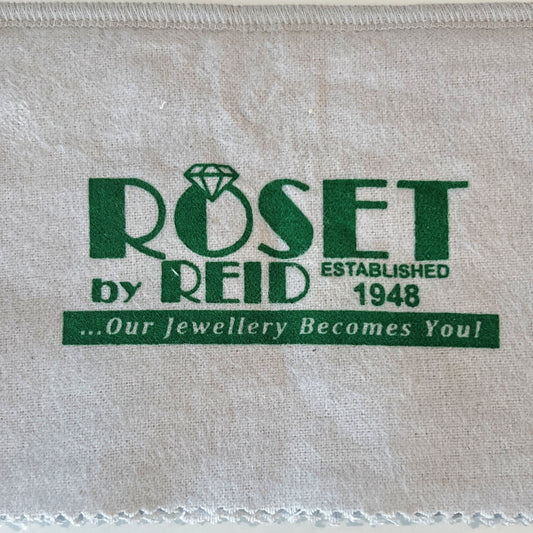 ROSET
by REID ESTABLISHED
1948
...Our Jewellery Becomes You!